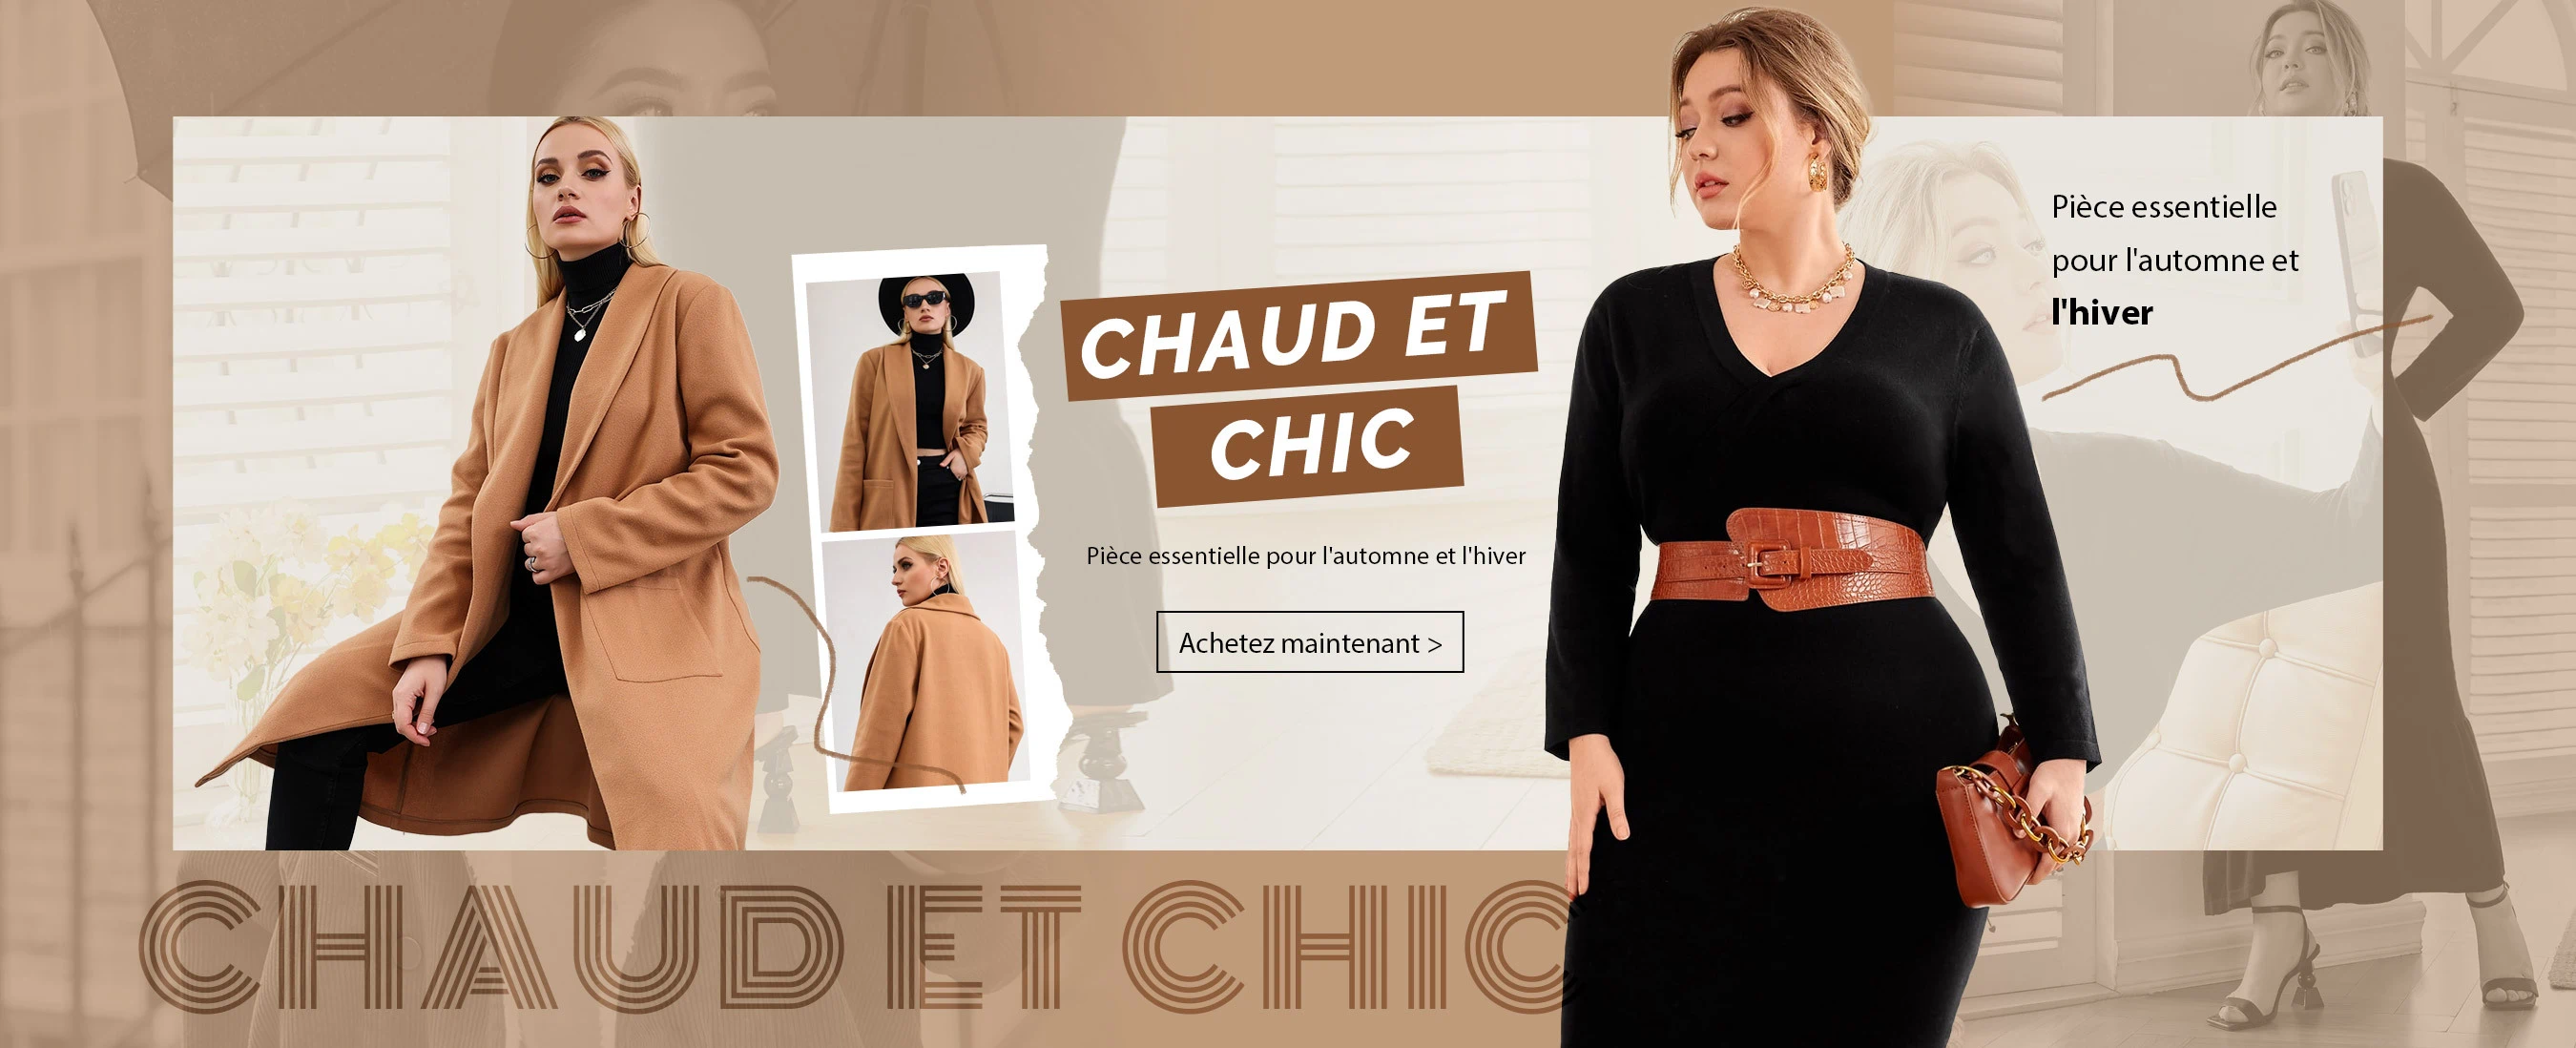 CHAUD ET
CHIC
Pièce essentielle pour l'automne et l'hiver
Achetez maintenant >
Pièce essentielle
pour l'automne et
l'hiver
CHAUD ET CHIC